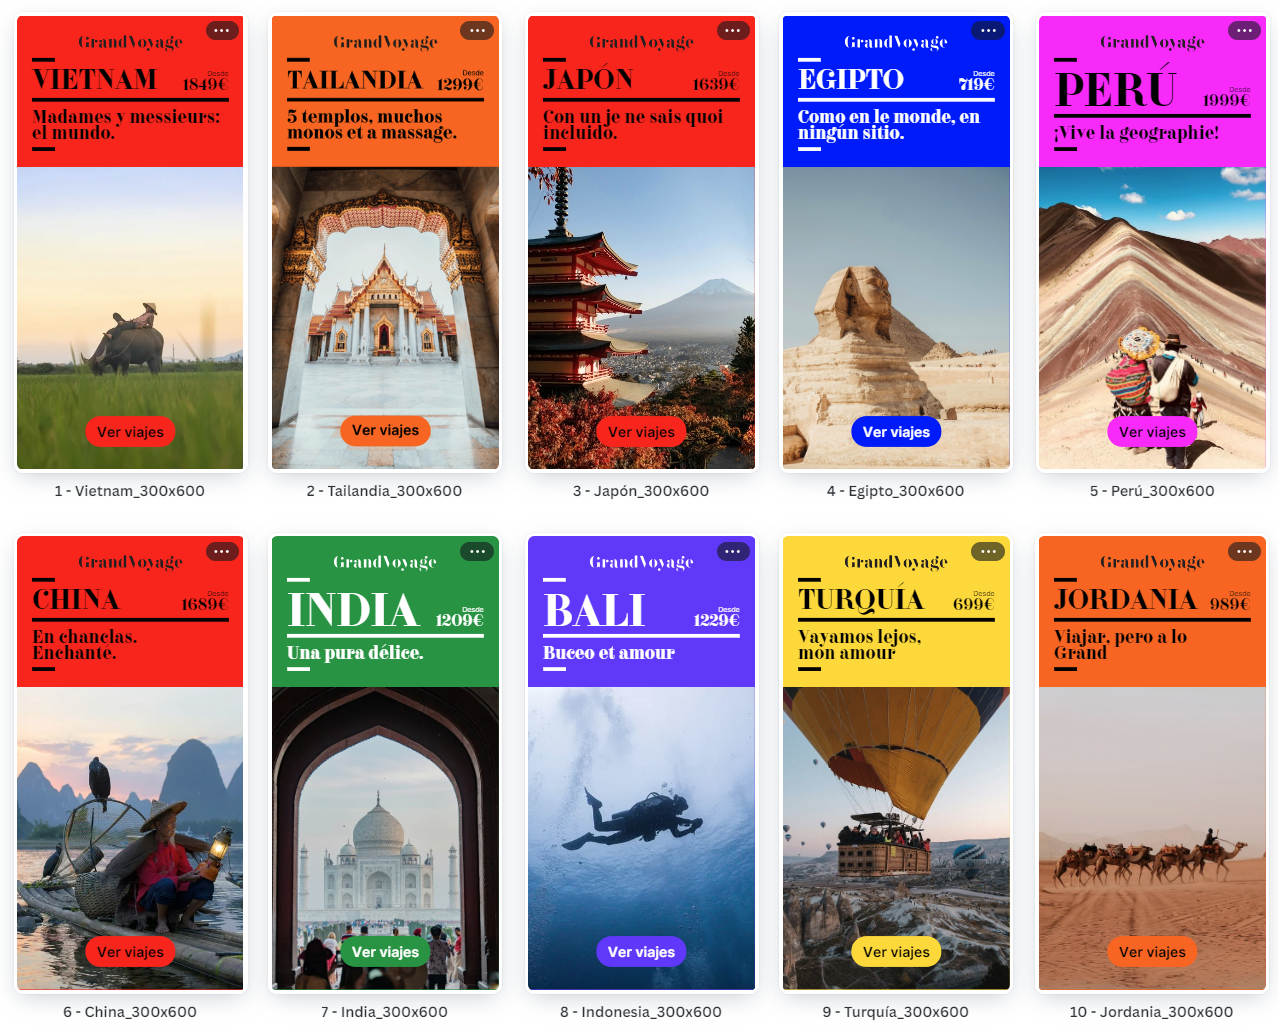 GrandVoyage
VIETNAM
Desde
1849€
Madames y messieurs:
el mundo.
Ver viajes
1 - Vietnam_300x600
GrandVoyage
TAILANDIA
Desde
1299€
5 templos, muchos
monos et a massage.
Ver viajes
2 - Tailandia_300x600
GrandVoyage
JAPÓN
Desde
1639€
Con un je ne sais quoi
incluido.
Ver viajes
3 - Japón_300x600
GrandVoyage
EGIPTO
Desde
719€
Como en le monde, en
ningún sitio.
Ver viajes
4 - Egipto_300x600
GrandVoyage
PERÚ
Desde
1999€
¡Vive la geographie!
Ver viajes
5 - Perú_300x600
GrandVoyage
CHINA
Desde
1689€
En chanclas.
Enchanté.
Ver viajes
6 - China_300x600
GrandVoyage
INDIA
Desde
1209€
Una pura délice.
Ver viajes
7 - India_300x600
GrandVoyage
BALI
Desde
1229€
Buceo et amour
Ver viajes
8 - Indonesia_300x600
GrandVoyage
TURQUÍA
Desde
699€
Vayamos lejos,
mon amour
Ver viajes
9 - Turquía_300x600
GrandVoyage
JORDANIA
Desde
989€
Viajar, pero a lo
Grand
Ver viajes
10 - Jordania_300x600